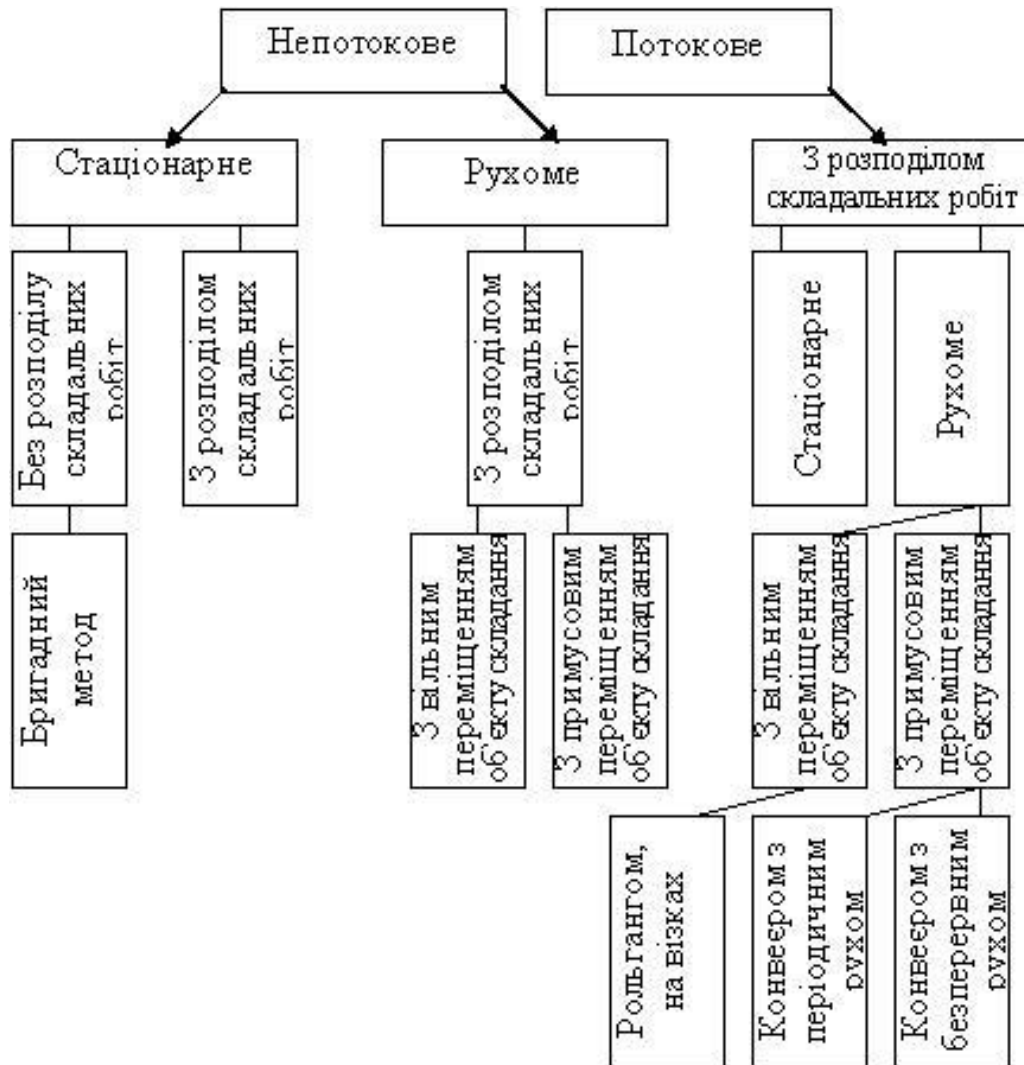 Непотокове
Потокове
Стаціонарне
Рухоме
З розподілом
складальних робіт
Без розподілу
складальних
робіт
З розподілом
складальних
робіт
З розподілом
складальних
робіт
Стаціонарне
Рухоме
Бригадний
метод
З вільним
переміщенням
об'єкту складання
З примусовим
переміщенням
об'єкту складання
З вільним
переміщенням
об'єкту складання
З примусовим
переміщенням
об'єкту складання
Рольгангом,
на візках
Конвеєром з
періодичним
рухом
Конвеєром з
безперервним
рухом